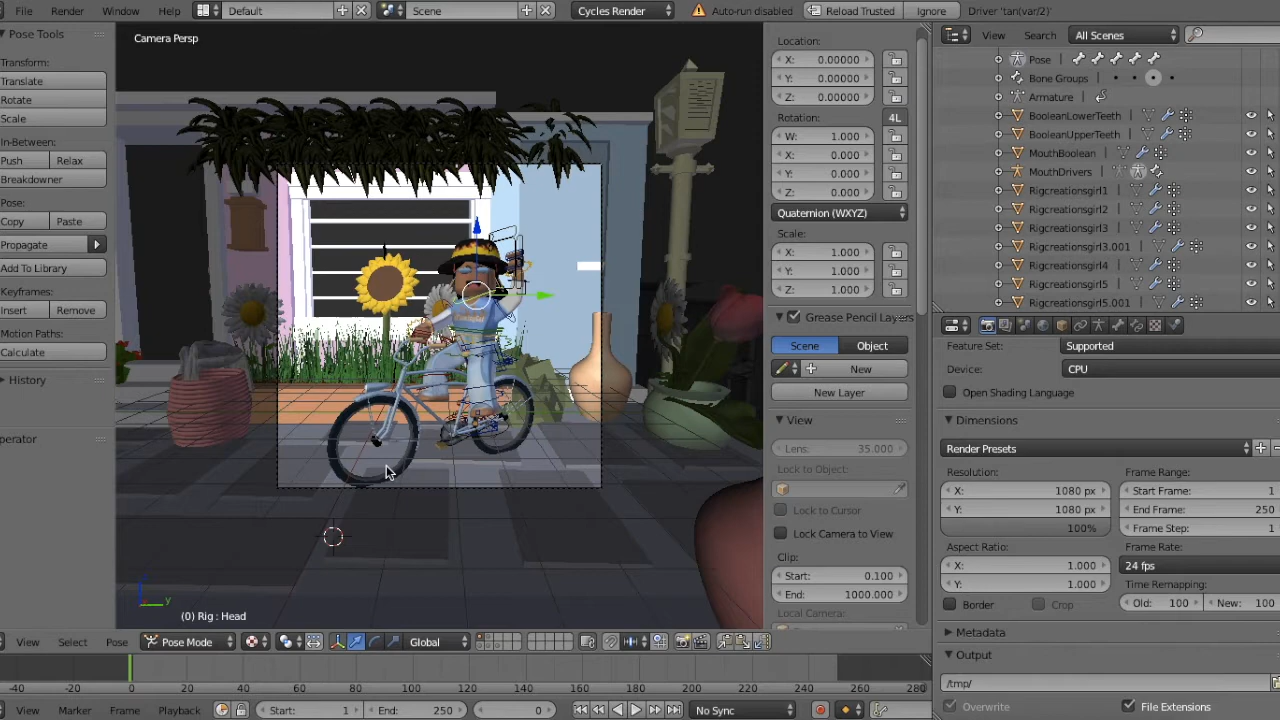 File Render Window Help Default Scene Cycles Render Auto-run disabled Reload Trusted Ignore Driver 'tan(var/2)'
Pose Tools
Transform:
Translate
Rotate
Scale
In-Between:
Push Relax
Breakdowner
Pose:
Copy Paste
Propagate
Add To Library
Keyframes:
Insert Remove
Motion Paths:
Calculate
History
perator
Camera Persp
(0) Rig : Head
Location:
X: 0.00000
Y: 0.00000
Z: 0.00000
Rotation: 4L
W: 1.000
X: 0.000
Y: 0.000
Z: 0.000
Quaternion (WXYZ)
Scale:
X: 1.000
Y: 1.000
Z: 1.000
Grease Pencil Layers
Scene Object
New
New Layer
View
Lens: 35.000
Lock to Object:
Lock to Cursor
Lock Camera to View
Clip:
Start: 0.100
End: 1000.000
Local Camera:
View Search All Scenes
Pose
Bone Groups
Armature
BooleanLowerTeeth
BooleanUpperTeeth
MouthBoolean
MouthDrivers
Rigcreationsgirl1
Rigcreationsgirl2
Rigcreationsgirl3
Rigcreationsgirl3.001
Rigcreationsgirl4
Rigcreationsgirl5
Rigcreationsgirl5.001
Feature Set: Supported
Device: CPU
Open Shading Language
Dimensions
Render Presets
Resolution: Frame Range:
X: 1080 px Start Frame: 1
Y: 1080 px End Frame: 250
100% Frame Step: 1
Aspect Ratio: Frame Rate:
X: 1.000 24 fps
Y: 1.000 Time Remapping:
Border Crop Old: 100 New: 100
Metadata
Output
/tmp/
Overwrite File Extensions
View Select Pose Pose Mode Global
-40 -20 0 20 40 60 80 100 120 140 160 180 200 220 240 260 280
View Marker Frame Playback Start: 1 End: 250 0 No Sync